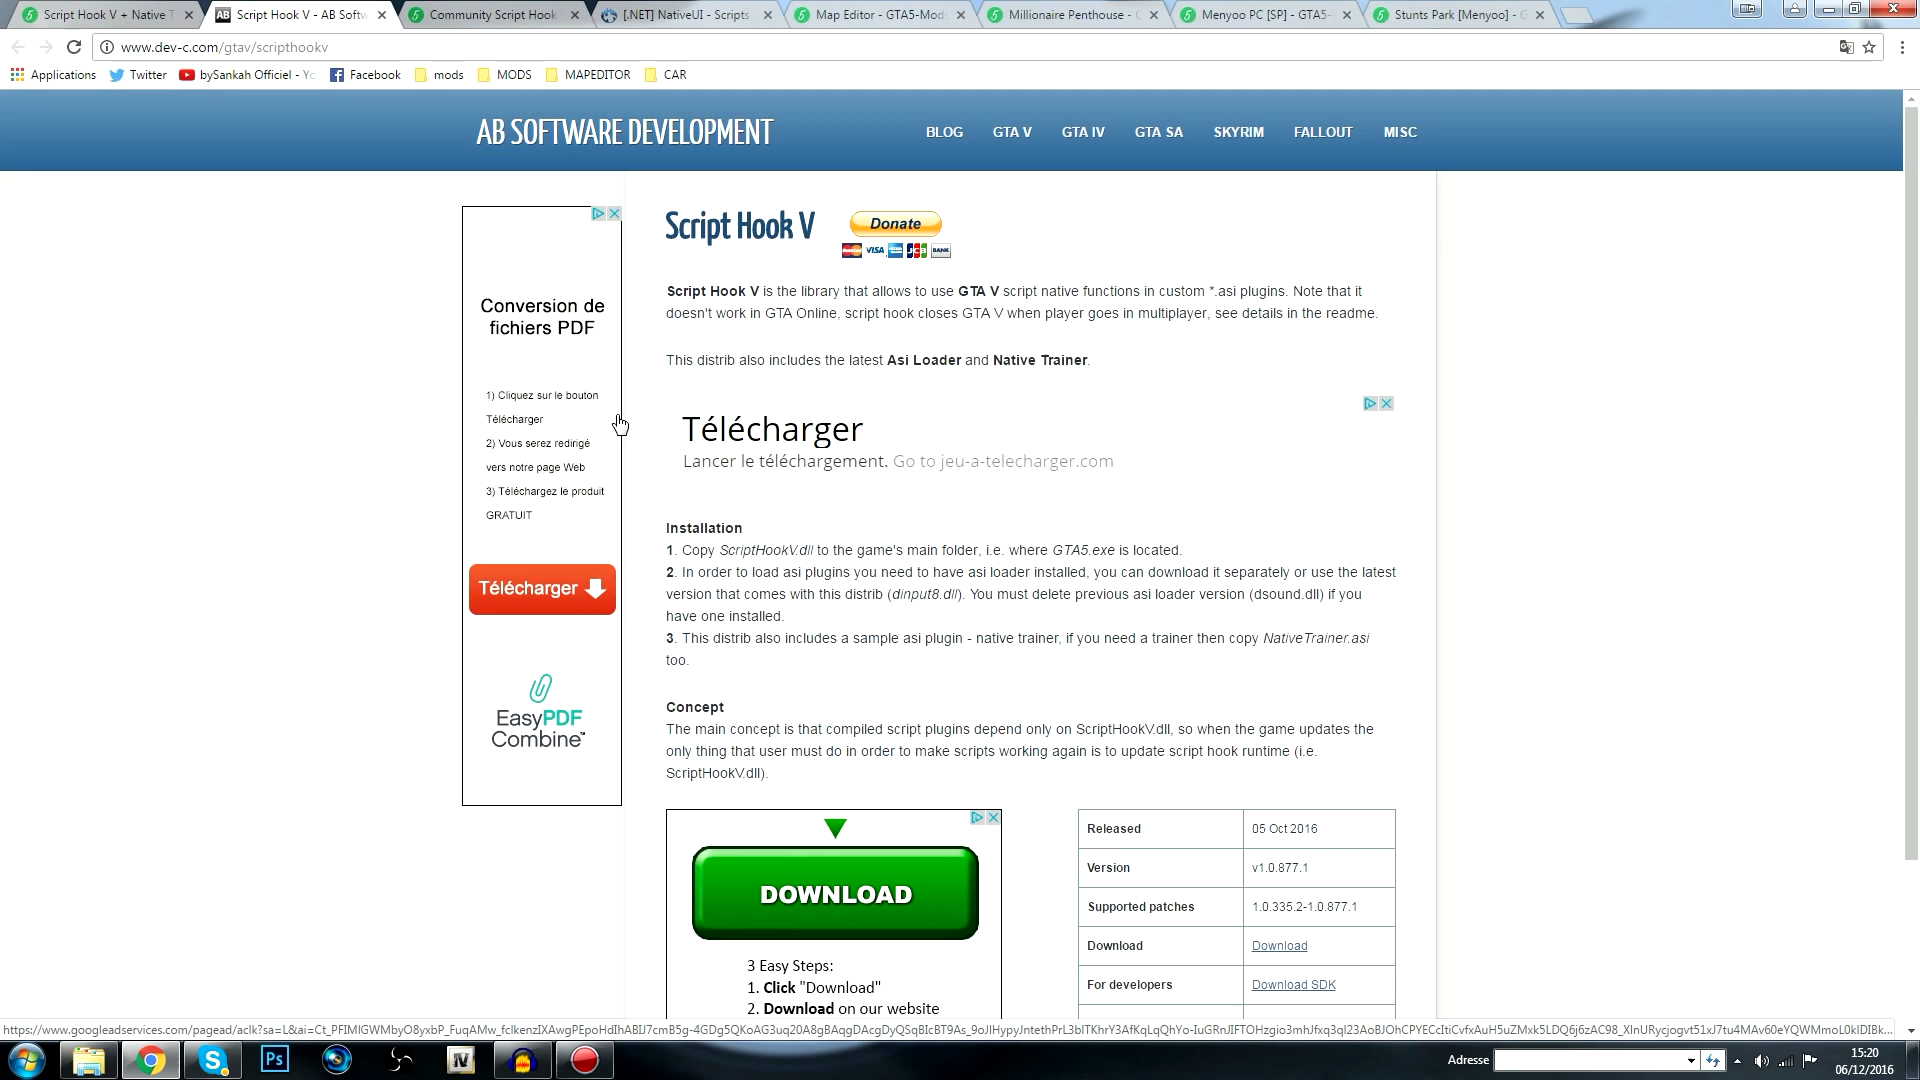 Script Hook V + Native T
Script Hook V - AB Softw
Community Script Hook
[.NET] NativeUI - Scripts
Map Editor - GTA5-Mod
Millionaire Penthouse -
Menyoo PC [SP] - GTA5-
Stunts Park [Menyoo] - G
www.dev-c.com/gtav/scripthookv
Applications
Twitter
bySankah Officiel - Yo
Facebook
mods
MODS
MAPEDITOR
CAR
AB SOFTWARE DEVELOPMENT
BLOG
GTA V
GTA IV
GTA SA
SKYRIM
FALLOUT
MISC
Conversion de
fichiers PDF
1) Cliquez sur le bouton
Télécharger
2) Vous serez redirigé
vers notre page Web
3) Téléchargez le produit
GRATUIT
Télécharger
EasyPDF
Combine™
Script Hook V
Donate
VISA
JCB
BANK
Script Hook V is the library that allows to use GTA V script native functions in custom *.asi plugins. Note that it
doesn't work in GTA Online, script hook closes GTA V when player goes in multiplayer, see details in the readme.
This distrib also includes the latest Asi Loader and Native Trainer.
Télécharger
Lancer le téléchargement. Go to jeu-a-telecharger.com
Installation
1. Copy ScriptHookV.dll to the game's main folder, i.e. where GTA5.exe is located.
2. In order to load asi plugins you need to have asi loader installed, you can download it separately or use the latest
version that comes with this distrib (dinput8.dll). You must delete previous asi loader version (dsound.dll) if you
have one installed.
3. This distrib also includes a sample asi plugin - native trainer, if you need a trainer then copy NativeTrainer.asi
too.
Concept
The main concept is that compiled script plugins depend only on ScriptHookV.dll, so when the game updates the
only thing that user must do in order to make scripts working again is to update script hook runtime (i.e.
ScriptHookV.dll).
DOWNLOAD
3 Easy Steps:
1. Click "Download"
2. Download on our website
Released 05 Oct 2016
Version v1.0.877.1
Supported patches 1.0.335.2-1.0.877.1
Download Download
For developers Download SDK
Ps
IV
Adresse
15:20
06/12/2016